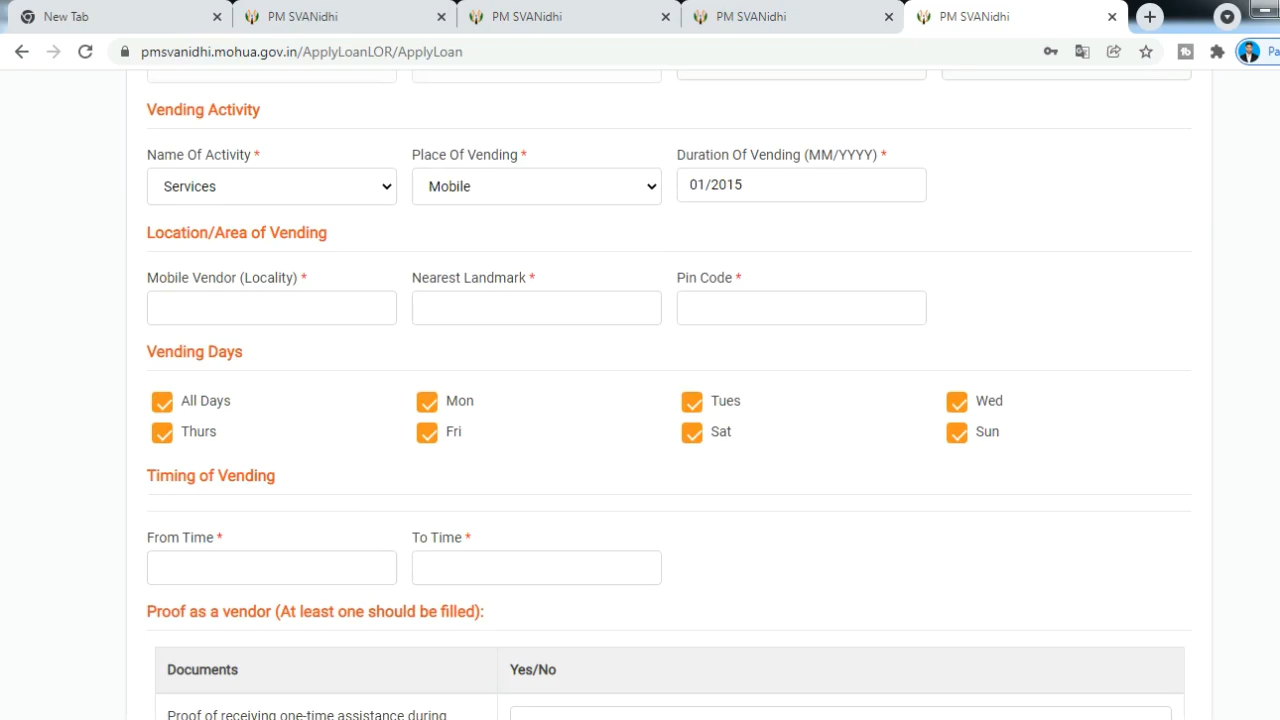 New Tab
PM SVANidhi
PM SVANidhi
PM SVANidhi
PM SVANidhi
pmsvanidhi.mohua.gov.in/ApplyLoanLOR/ApplyLoan
Pa
Vending Activity
Name Of Activity * Place Of Vending * Duration Of Vending (MM/YYYY) *
Services Mobile 01/2015
Location/Area of Vending
Mobile Vendor (Locality) * Nearest Landmark * Pin Code *
Vending Days
All Days Mon Tues Wed
Thurs Fri Sat Sun
Timing of Vending
From Time * To Time *
Proof as a vendor (At least one should be filled):
Documents Yes/No
Proof of receiving one-time assistance during